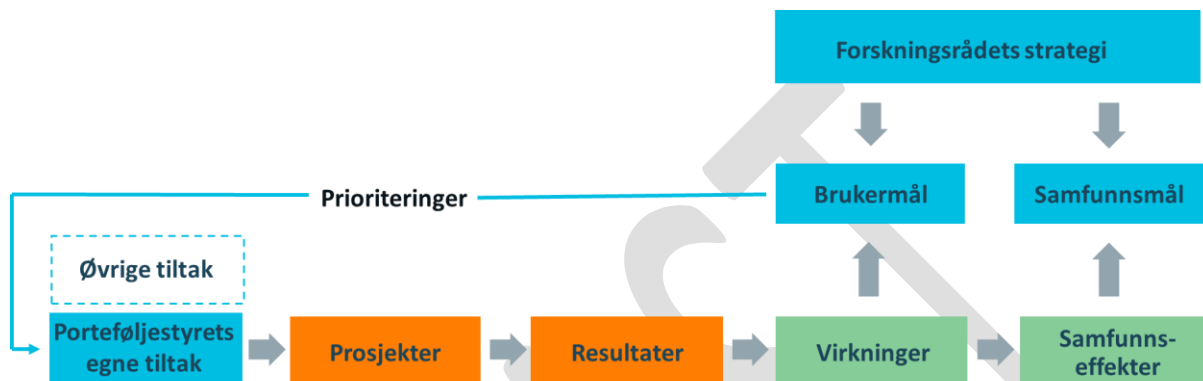 Forskningsrådets strategi
Prioriteringer
Brukermål
Samfunnsmål
Øvrige tiltak
Porteføljestyrets
egne tiltak
Prosjekter
Resultater
Virkninger
Samfunns-
effekter